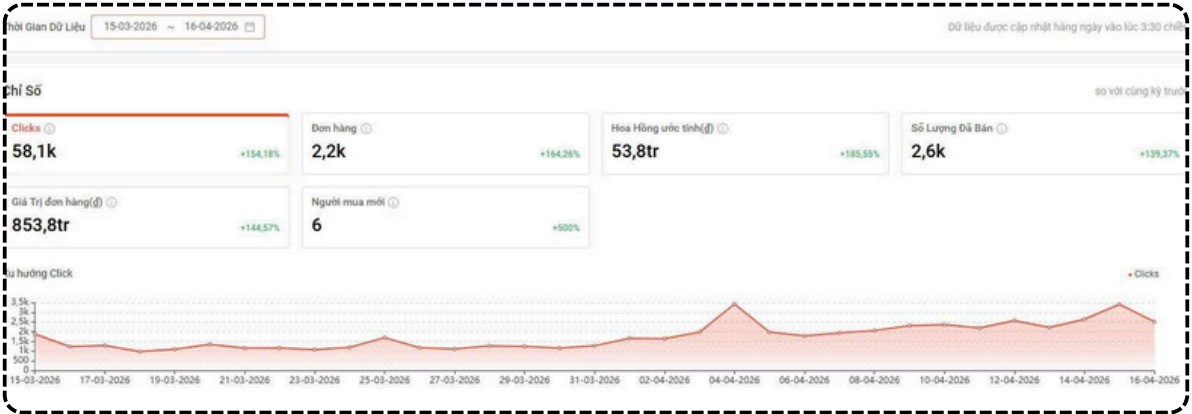 hời Gian Dữ Liệu 15-03-2026 ~ 16-04-2026 Dữ liệu được cập nhật hàng ngày vào lúc 3:30 chiề
Chỉ Số so với cùng kỳ trướ
Clicks
58,1k +154,18%
Đơn hàng
2,2k +164,26%
Hoa Hồng ước tính(₫)
53,8tr +185,55%
Số Lượng Đã Bán
2,6k +139,37%
Giá Trị đơn hàng(₫)
853,8tr +144,57%
Người mua mới
6 +500%
u hướng Click Clicks
3,5k
3k
2,5k
2k
1,5k
1k
500
0
15-03-2026 17-03-2026 19-03-2026 21-03-2026 23-03-2026 25-03-2026 27-03-2026 29-03-2026 31-03-2026 02-04-2026 04-04-2026 06-04-2026 08-04-2026 10-04-2026 12-04-2026 14-04-2026 16-04-2026